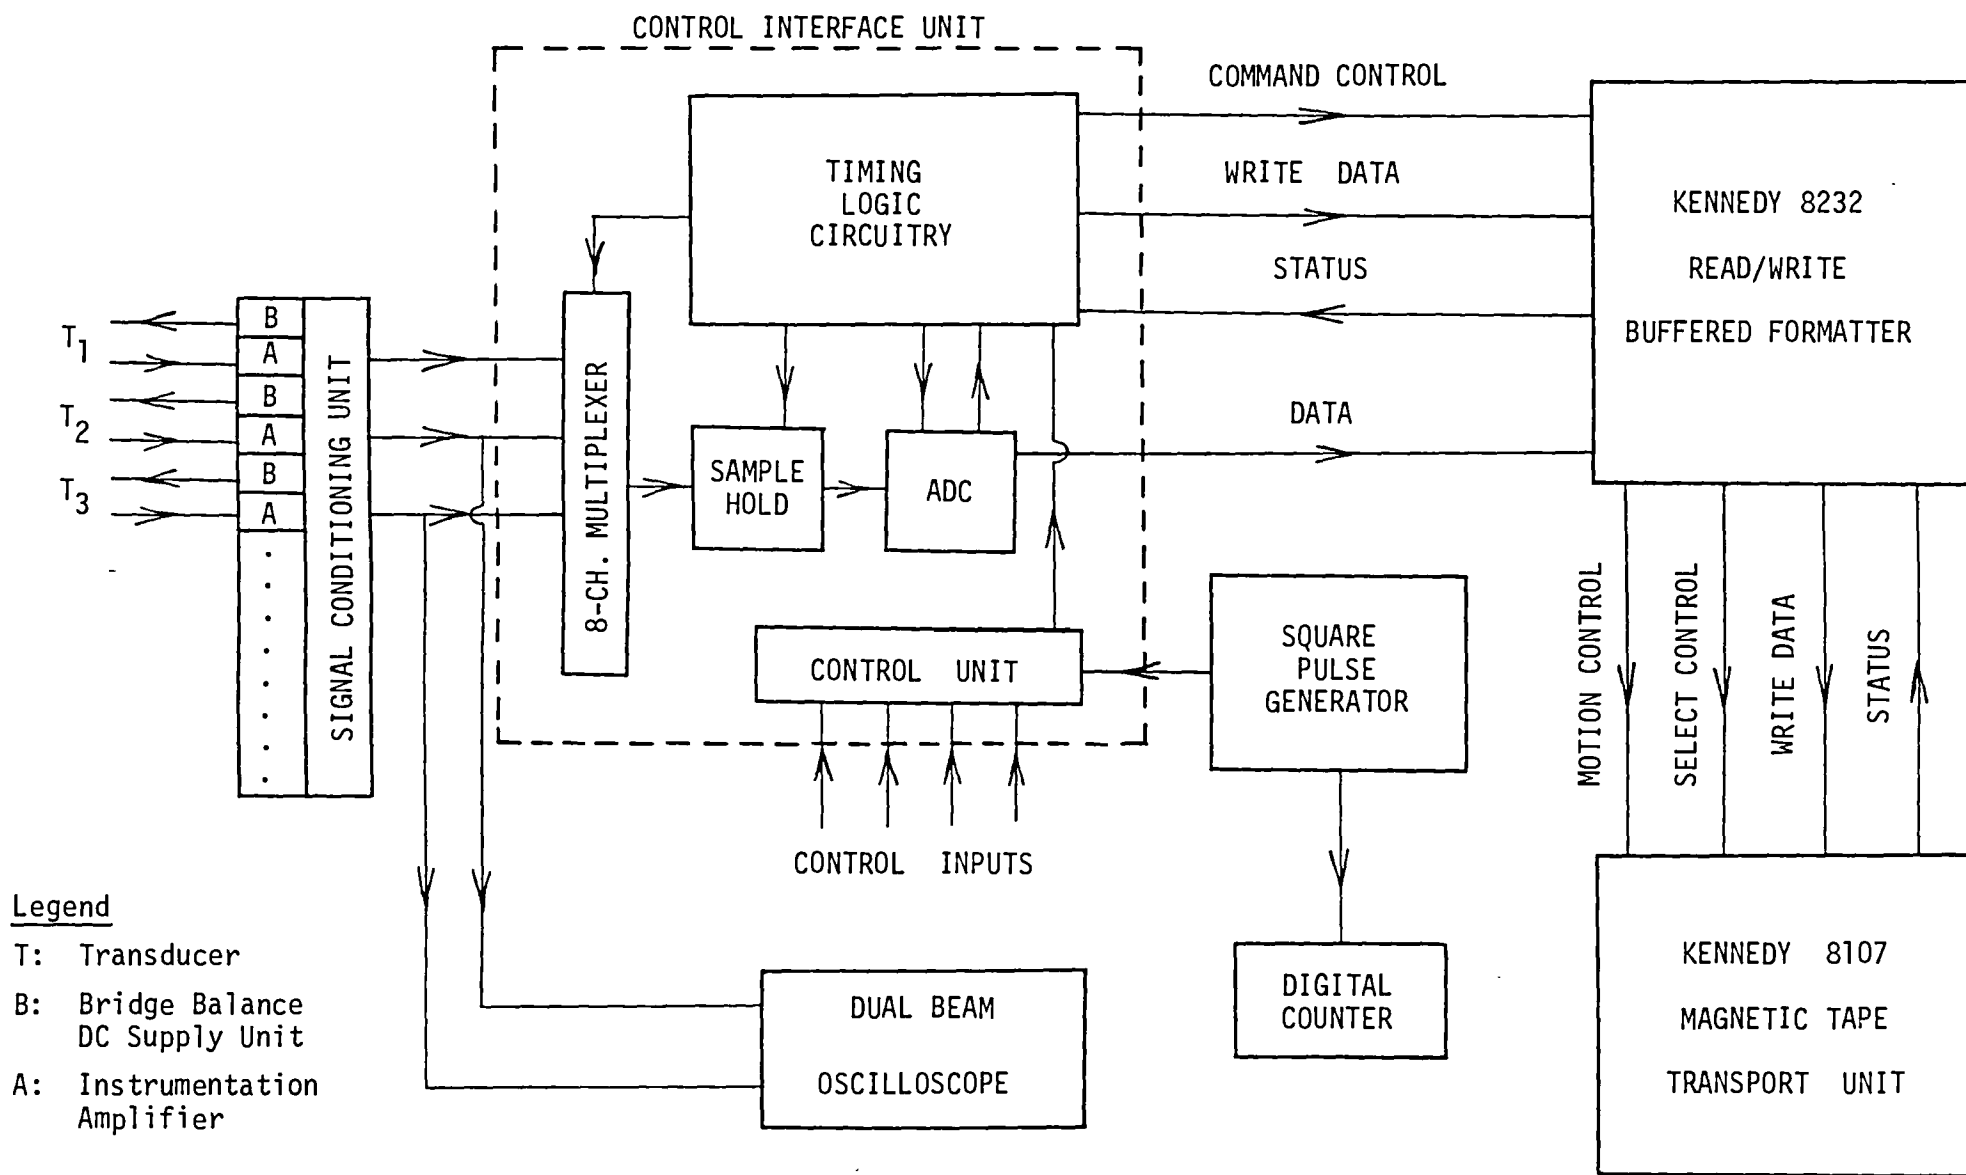 CONTROL INTERFACE UNIT
COMMAND CONTROL
TIMING
LOGIC
CIRCUITRY
WRITE DATA
STATUS
KENNEDY 8232
READ/WRITE
BUFFERED FORMATTER
T1
T2
T3
B
A
B
A
B
A
SIGNAL CONDITIONING UNIT
8-CH. MULTIPLEXER
SAMPLE
HOLD
ADC
DATA
CONTROL UNIT
SQUARE
PULSE
GENERATOR
MOTION CONTROL
SELECT CONTROL
WRITE DATA
STATUS
CONTROL INPUTS
Legend
T: Transducer
B: Bridge Balance
DC Supply Unit
A: Instrumentation
Amplifier
DUAL BEAM
OSCILLOSCOPE
DIGITAL
COUNTER
KENNEDY 8107
MAGNETIC TAPE
TRANSPORT UNIT